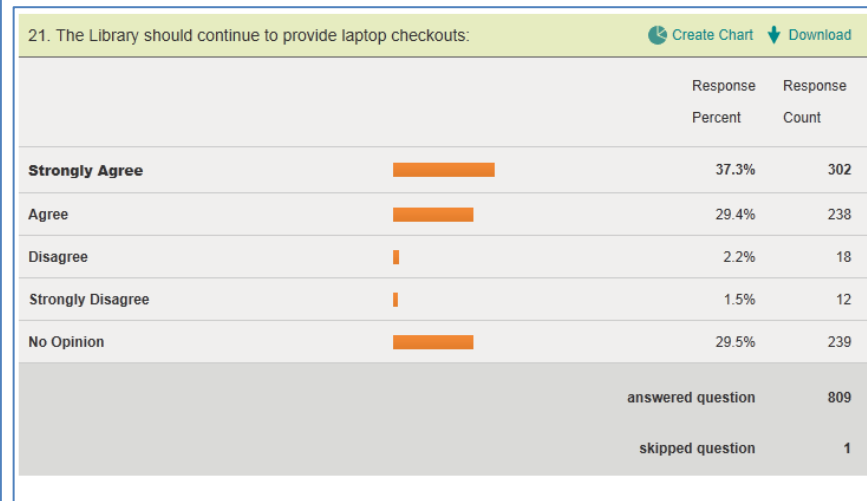 21. The Library should continue to provide laptop checkouts: Create Chart Download
Response Percent Response Count
Strongly Agree 37.3% 302
Agree 29.4% 238
Disagree 2.2% 18
Strongly Disagree 1.5% 12
No Opinion 29.5% 239
answered question 809
skipped question 1